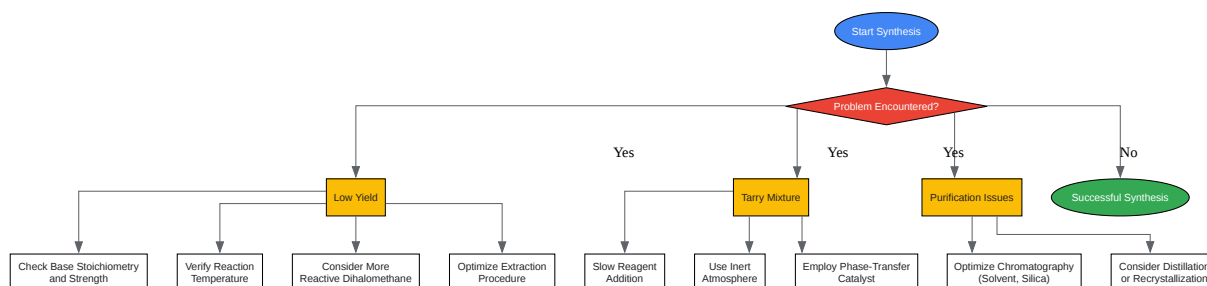 Start Synthesis
Problem Encountered?
Yes
Yes
Yes
No
Low Yield
Tarry Mixture
Purification Issues
Successful Synthesis
Check Base Stoichiometry
and Strength
Verify Reaction
Temperature
Consider More
Reactive Dihalomethane
Optimize Extraction
Procedure
Slow Reagent
Addition
Use Inert
Atmosphere
Employ Phase-Transfer
Catalyst
Optimize Chromatography
(Solvent, Silica)
Consider Distillation
or Recrystallization